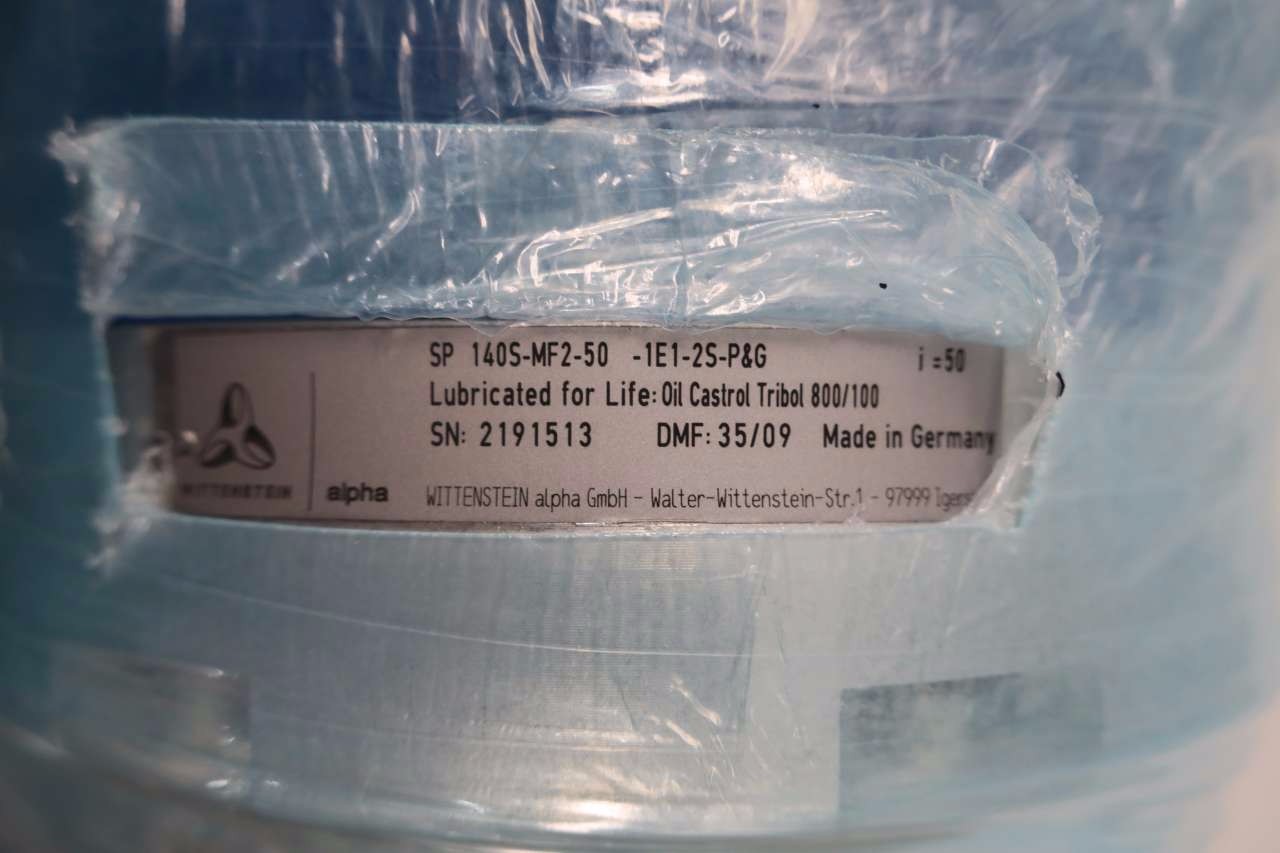 SP 140S-MF2-50 -1E1-2S-P&G i=50
Lubricated for Life: Oil Castrol Tribol 800/100
SN: 2191513 DMF: 35/09 Made in Germany
WITTENSTEIN alpha WITTENSTEIN alpha GmbH - Walter-Wittenstein-Str.1 - 97999